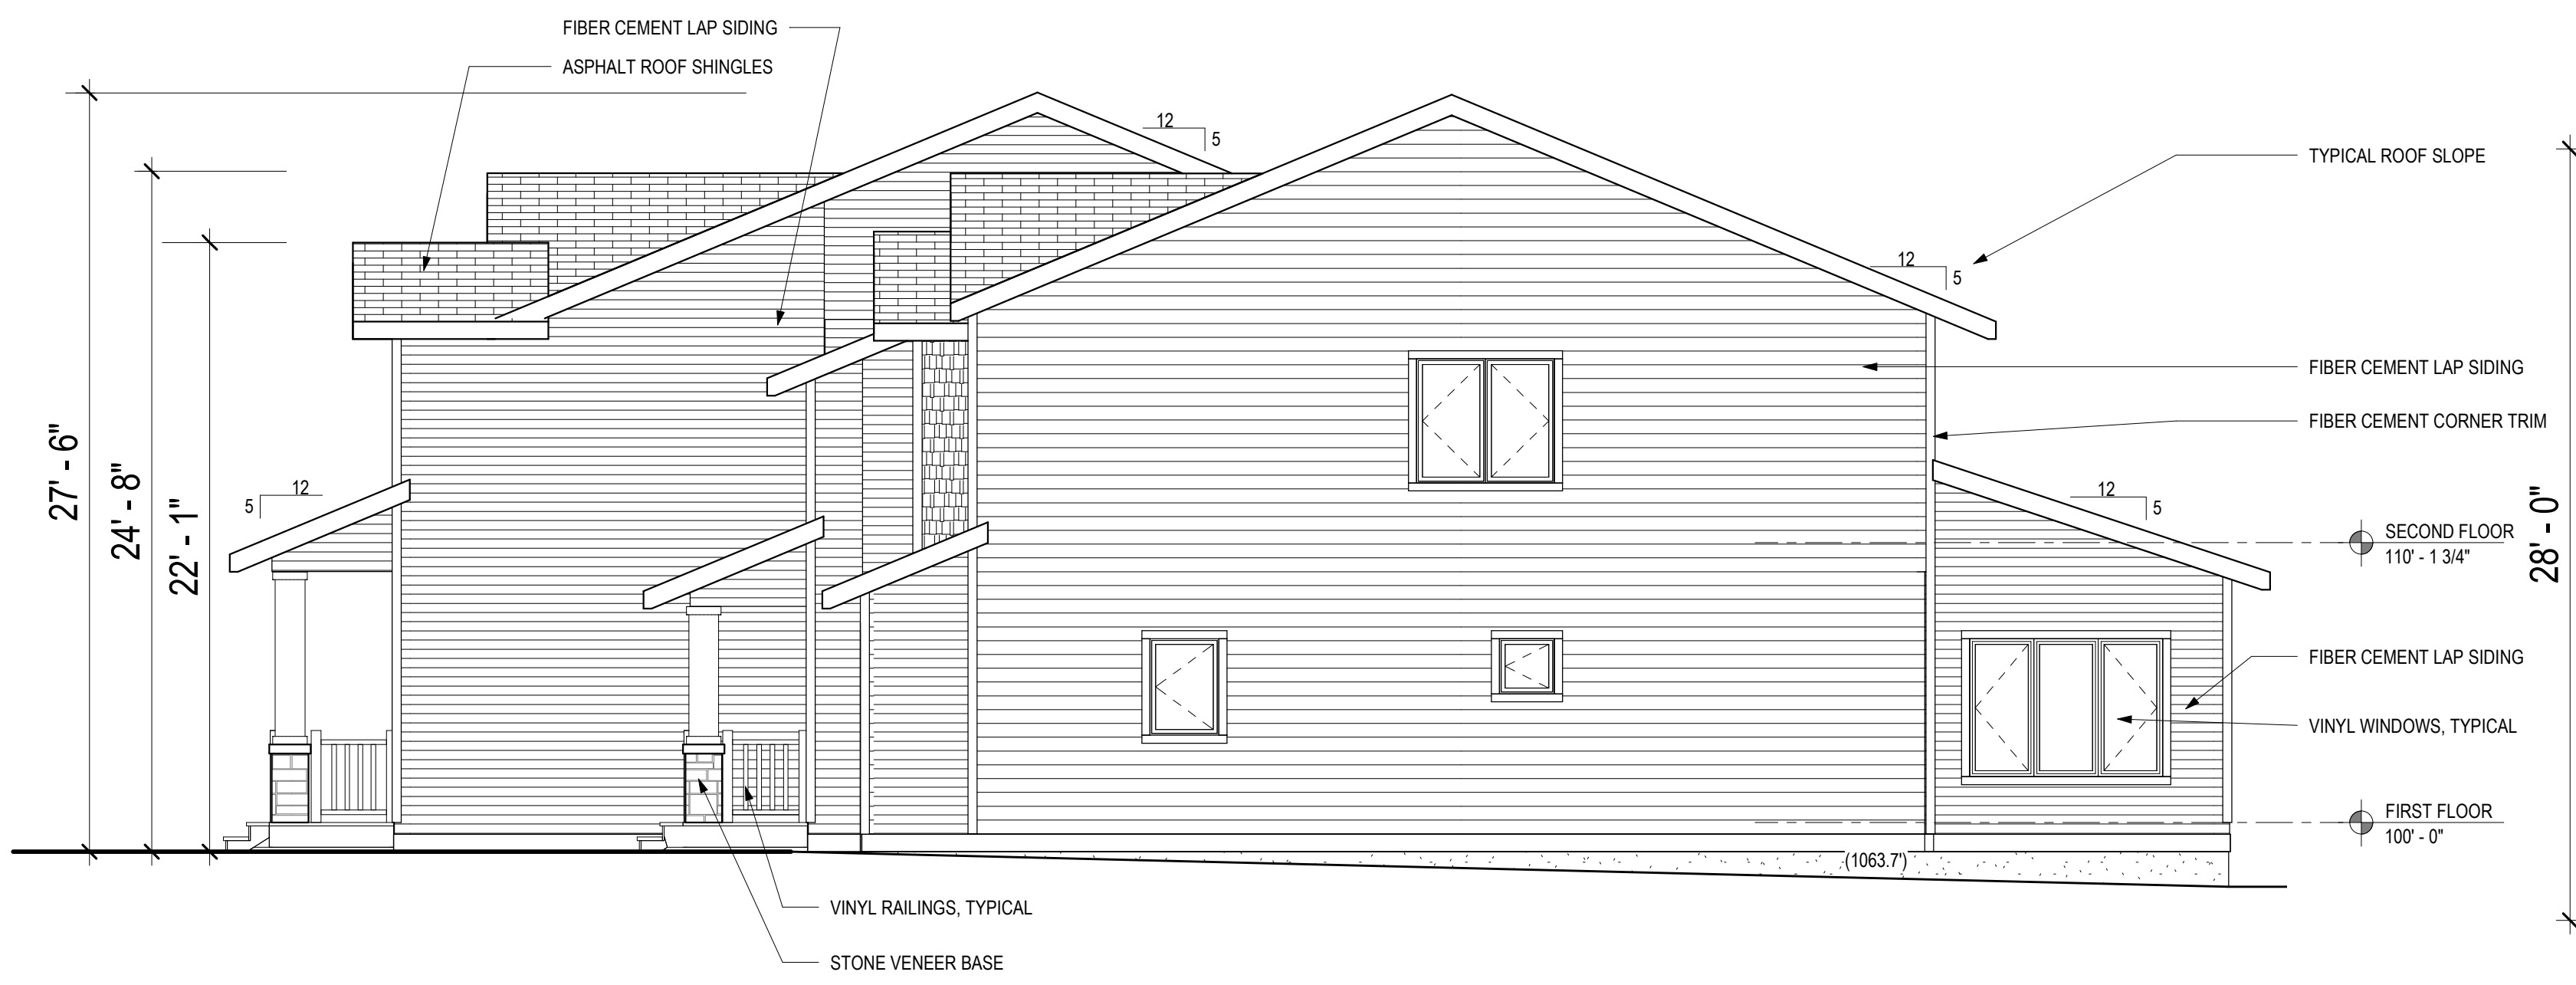 FIBER CEMENT LAP SIDING
ASPHALT ROOF SHINGLES
12
5
TYPICAL ROOF SLOPE
12
5
FIBER CEMENT LAP SIDING
FIBER CEMENT CORNER TRIM
27' - 6"
24' - 8"
22' - 1"
5
12
12
5
SECOND FLOOR
110' - 1 3/4"
28' - 0"
FIBER CEMENT LAP SIDING
VINYL WINDOWS, TYPICAL
FIRST FLOOR
100' - 0"
(1063.7')
VINYL RAILINGS, TYPICAL
STONE VENEER BASE